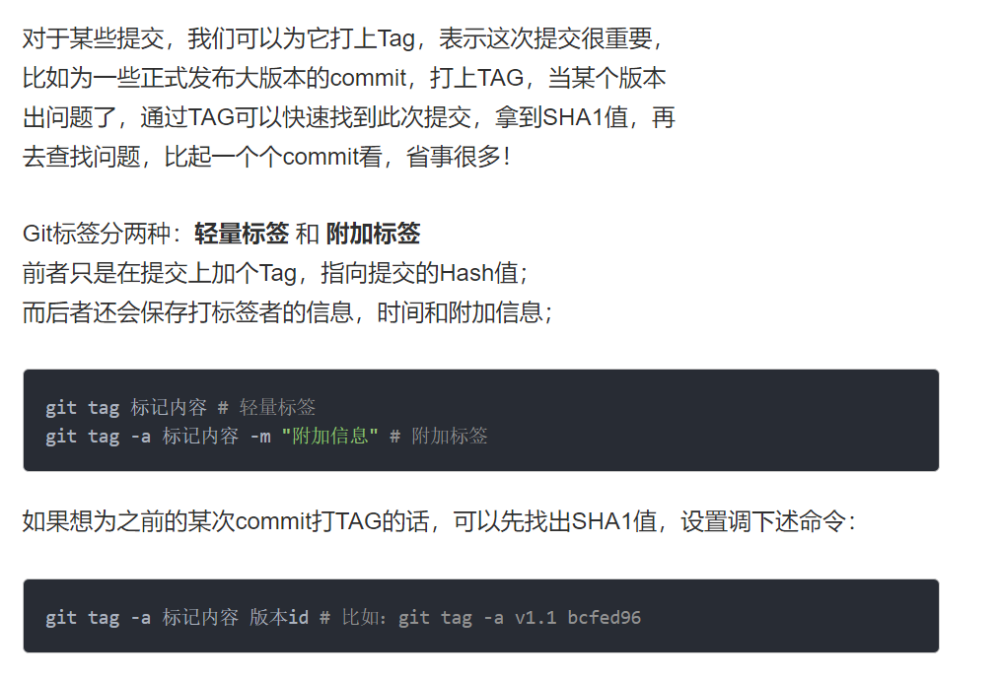 对于某些提交，我们可以为它打上Tag，表示这次提交很重要，
比如为一些正式发布大版本的commit，打上TAG，当某个版本
出问题了，通过TAG可以快速找到此次提交，拿到SHA1值，再
去查找问题，比起一个个commit看，省事很多！
Git标签分两种：轻量标签 和 附加标签
前者只是在提交上加个Tag，指向提交的Hash值；
而后者还会保存打标签者的信息，时间和附加信息；
git tag 标记内容 # 轻量标签
git tag -a 标记内容 -m "附加信息" # 附加标签
如果想为之前的某次commit打TAG的话，可以先找出SHA1值，设置调下述命令：
git tag -a 标记内容 版本id # 比如：git tag -a v1.1 bcfed96